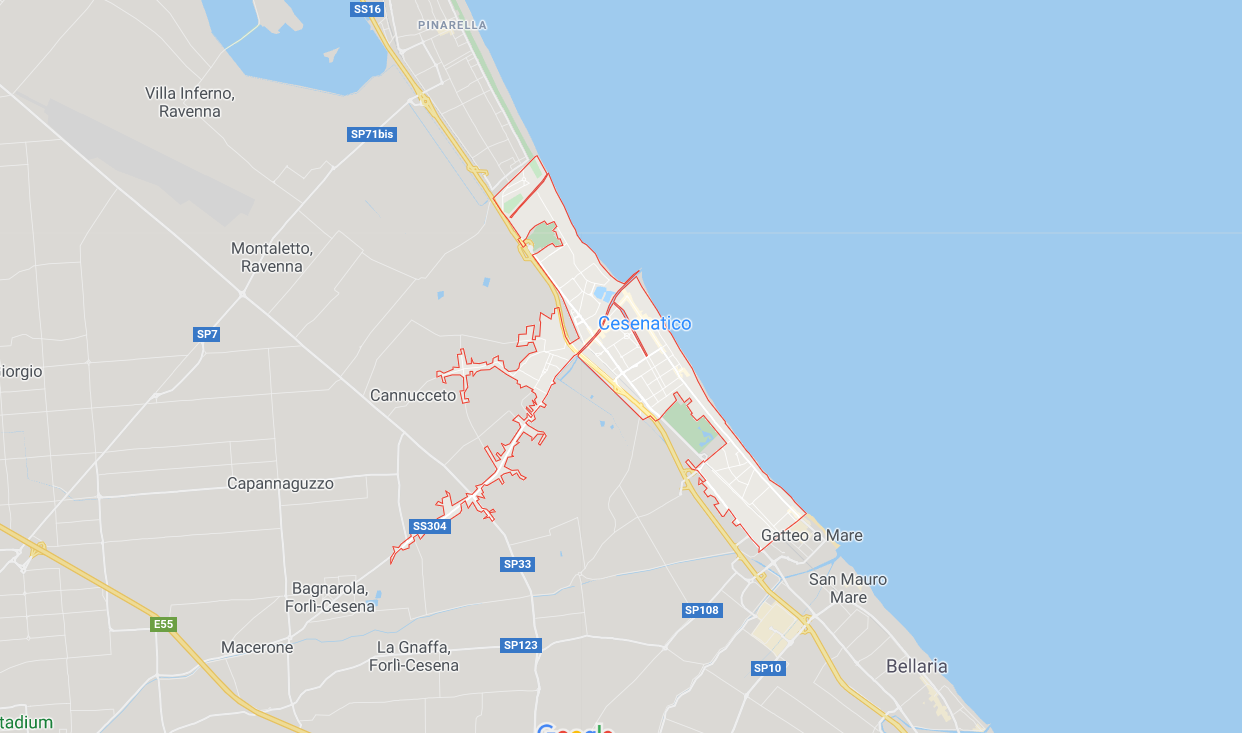 SS16
PINARELLA
Villa Inferno,
Ravenna
SP71bis
Montaletto,
Ravenna
SP7
Cesenatico
iorgio
Cannucceto
Capannaguzzo
SS304
Gatteo a Mare
SP33
San Mauro
Mare
Bagnarola,
Forlì-Cesena
SP108
E55
Macerone
La Gnaffa,
Forlì-Cesena
SP123
SP10
Bellaria
tadium
Google